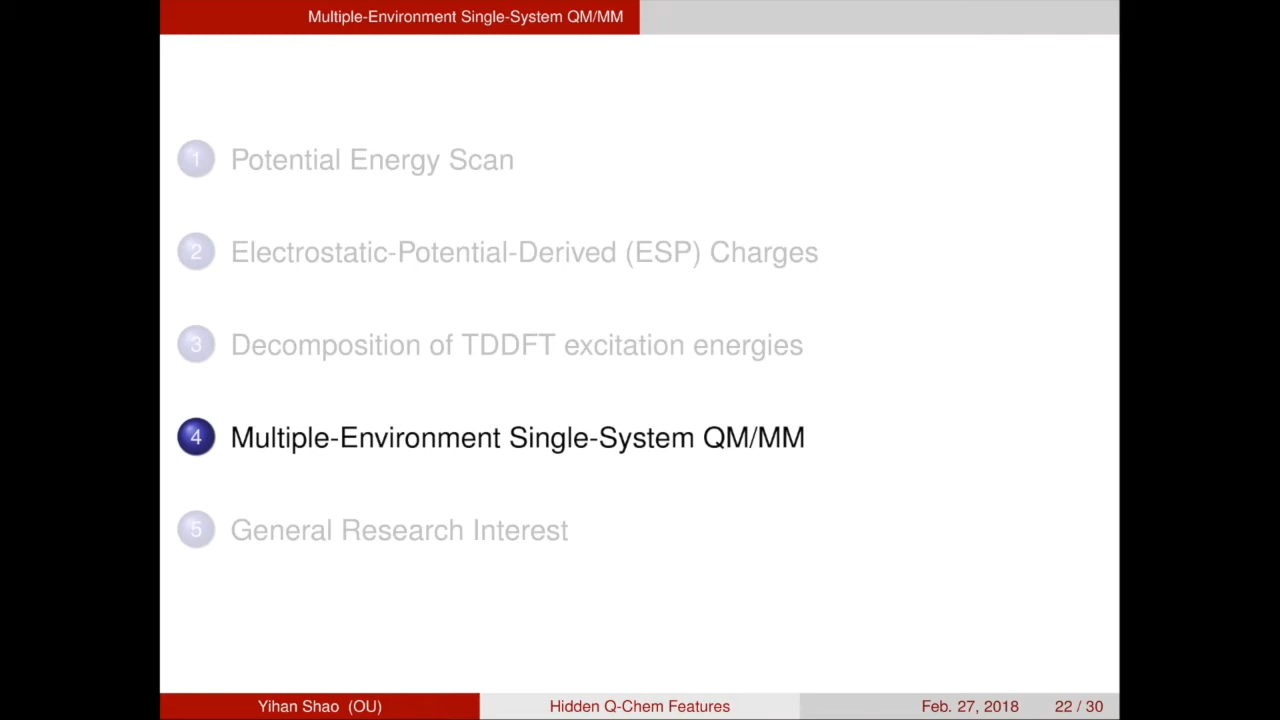 Multiple-Environment Single-System QM/MM
1 Potential Energy Scan
2 Electrostatic-Potential-Derived (ESP) Charges
3 Decomposition of TDDFT excitation energies
4 Multiple-Environment Single-System QM/MM
5 General Research Interest
Yihan Shao (OU) Hidden Q-Chem Features Feb. 27, 2018 22 / 30